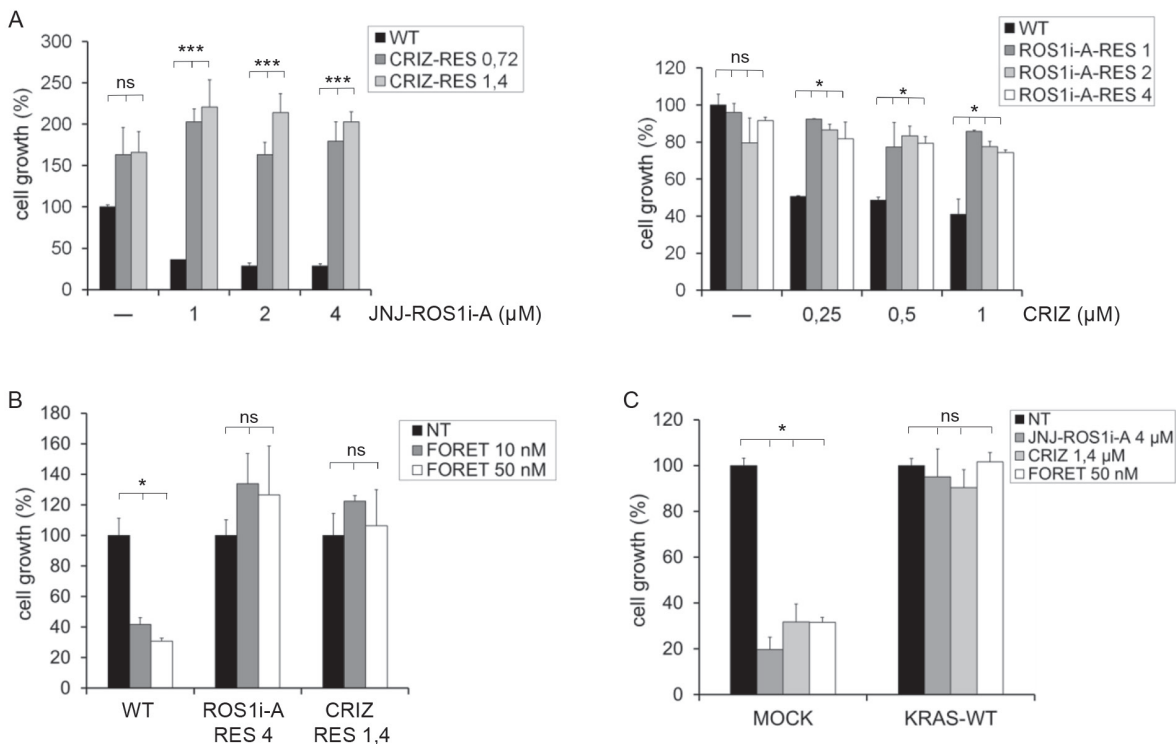 A
cell growth (%)
300
250
200
150
100
50
0
WT
CRIZ-RES 0,72
CRIZ-RES 1,4
ns
***
***
***
— 1 2 4 JNJ-ROS1i-A (µM)
cell growth (%)
120
100
80
60
40
20
0
WT
ROS1i-A-RES 1
ROS1i-A-RES 2
ROS1i-A-RES 4
ns
*
*
*
— 0,25 0,5 1 CRIZ (µM)
B
cell growth (%)
180
160
140
120
100
80
60
40
20
0
NT
FORET 10 nM
FORET 50 nM
*
ns
ns
WT ROS1i-A CRIZ
RES 4 RES 1,4
C
cell growth (%)
120
100
80
60
40
20
0
NT
JNJ-ROS1i-A 4 µM
CRIZ 1,4 µM
FORET 50 nM
*
ns
MOCK KRAS-WT